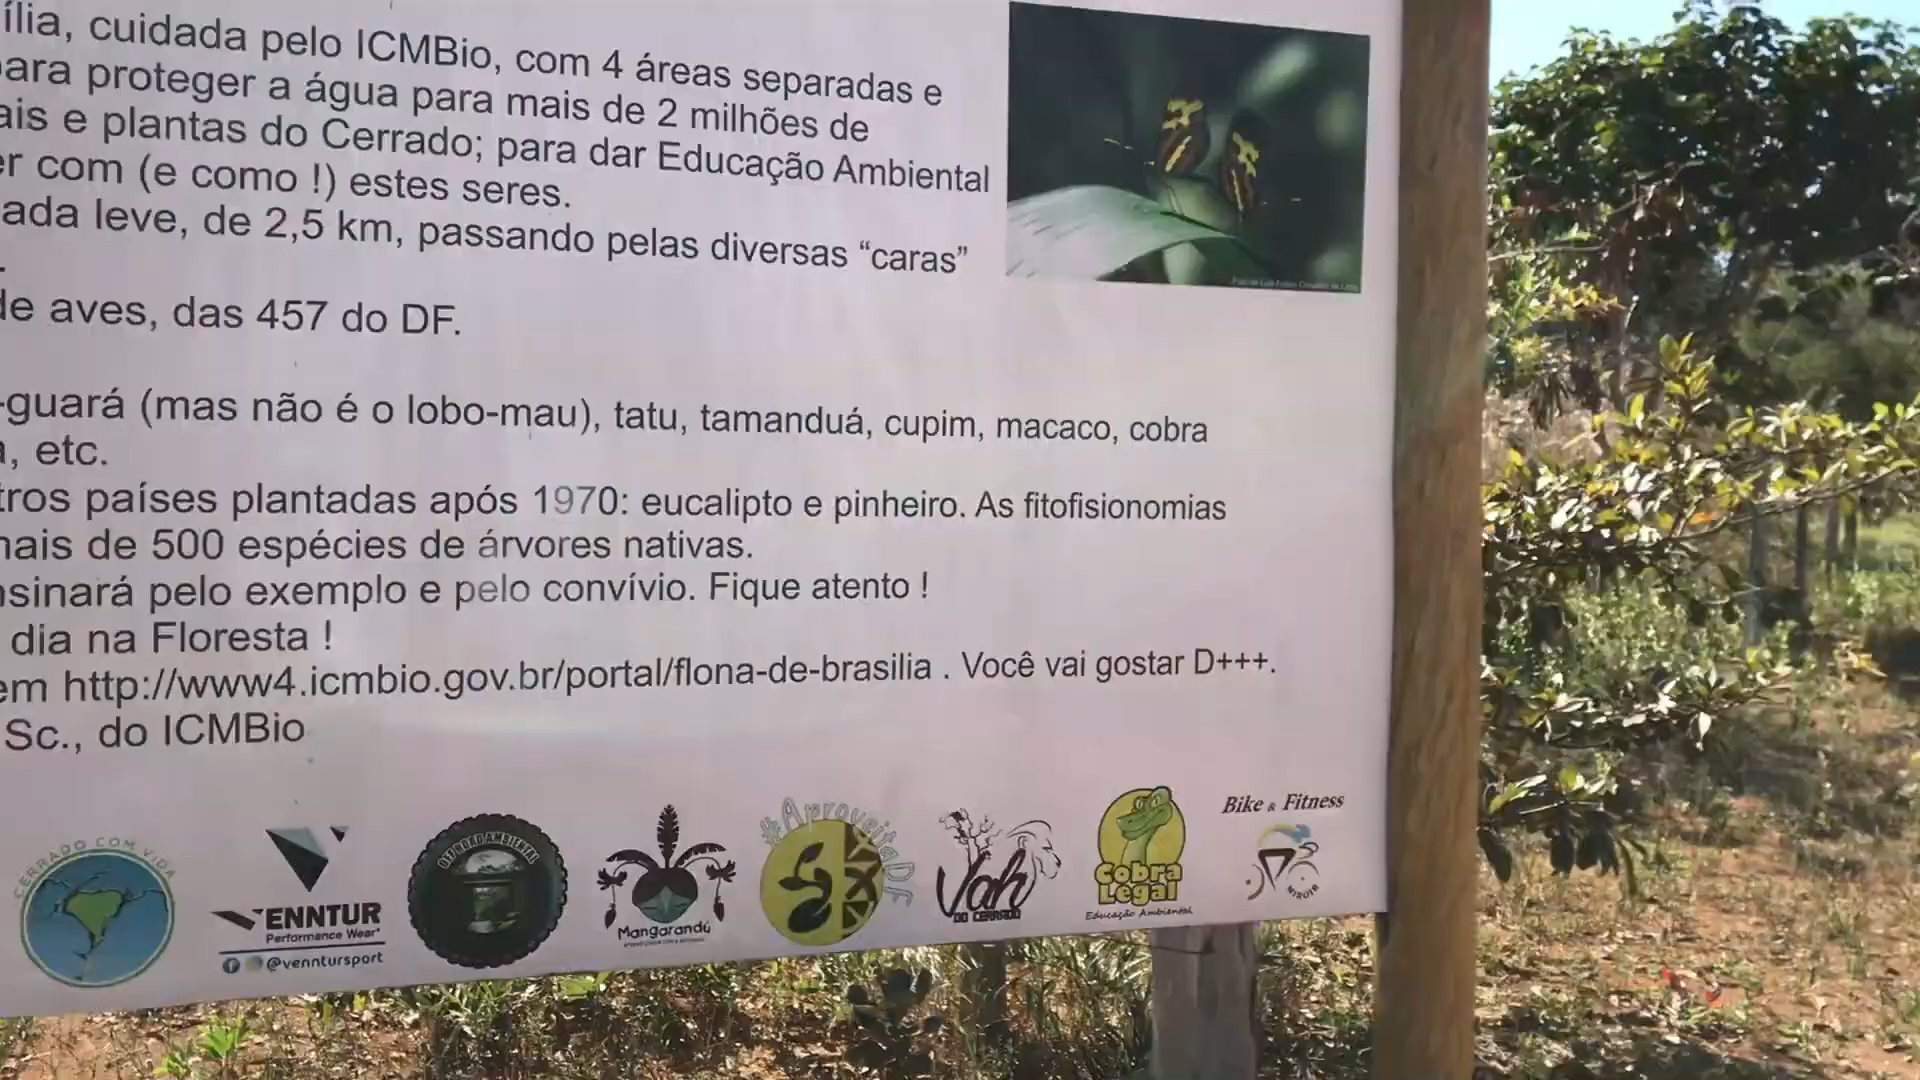 ília, cuidada pelo ICMBio, com 4 áreas separadas e
para proteger a água para mais de 2 milhões de
ais e plantas do Cerrado; para dar Educação Ambiental
er com (e como !) estes seres.
ada leve, de 2,5 km, passando pelas diversas “caras”
de aves, das 457 do DF.
-guará (mas não é o lobo-mau), tatu, tamanduá, cupim, macaco, cobra
a, etc.
tros países plantadas após 1970: eucalipto e pinheiro. As fitofisionomias
mais de 500 espécies de árvores nativas.
nsinará pelo exemplo e pelo convívio. Fique atento !
dia na Floresta !
em http://www4.icmbio.gov.br/portal/flona-de-brasilia . Você vai gostar D+++.
Sc., do ICMBio
CERRADO COM VIDA
VENNTUR
Performance Wear
@venntursport
Mangarandú
#AproveitaDF
Vah
DO CERRADO
Cobra
Legal
Educação Ambiental
Bike & Fitness